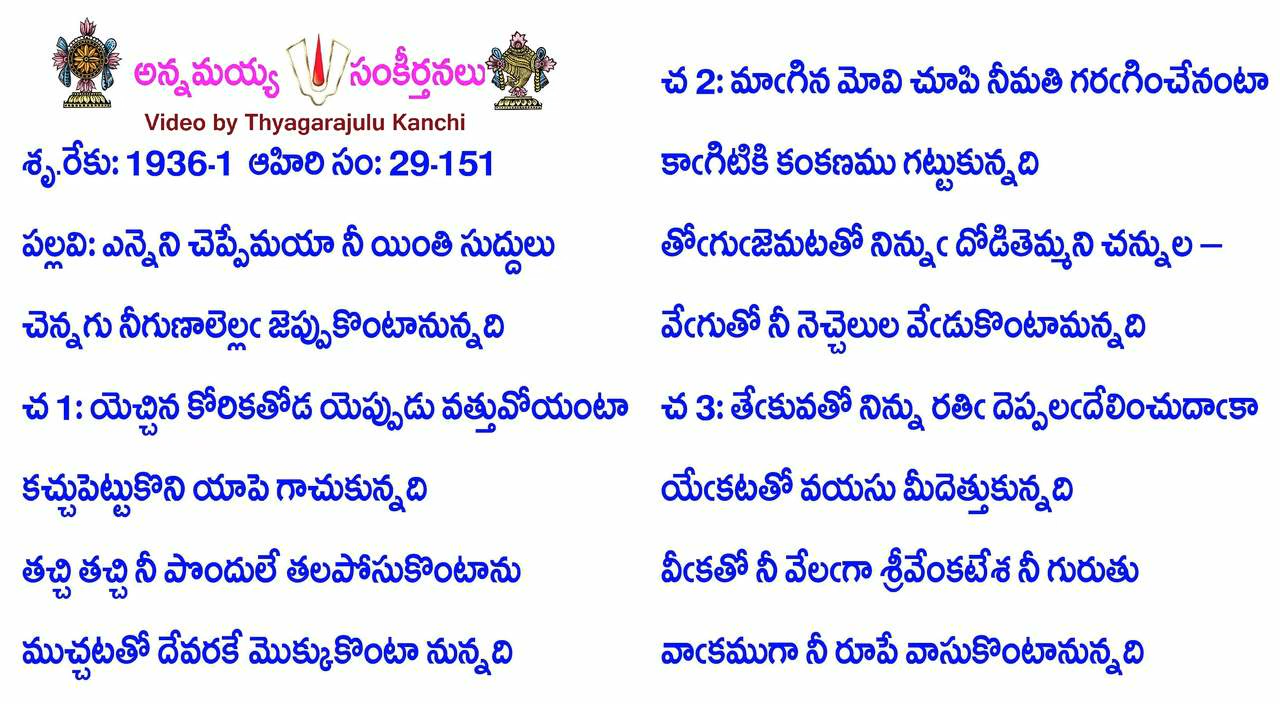 అన్నమయ్య సంకీర్తనలు
Video by Thyagarajulu Kanchi
శృ.రేకు: 1936-1 ఆహిరి సం: 29-151
పల్లవి: ఎన్నెని చెప్పేమయా నీ యింతి సుద్దులు
చెన్నగు నీగుణాలెల్లఁ జెప్పుకొంటానున్నది
చ 1: యెచ్చిన కోరికతోడ యెప్పుడు వత్తువోయంటా
కచ్చుపెట్టుకొని యాపె గాచుకున్నది
తచ్చి తచ్చి నీ పొందులే తలపోసుకొంటాను
ముచ్చటతో దేవరకే మొక్కుకొంటా నున్నది
చ 2: మాఁగిన మోవి చూపి నీమతి గరఁగించేనంటా
కాఁగిటికి కంకణము గట్టుకున్నది
తోఁగుఁజెమటతో నిన్నుఁ దోడితెమ్మని చన్నుల –
వేఁగుతో నీ నెచ్చెలుల వేఁడుకొంటామన్నది
చ 3: తేఁకువతో నిన్ను రతిఁ దెప్పలఁదేలించుదాఁకా
యేఁకటతో వయసు మీదెత్తుకున్నది
వీఁకతో నీ వేలఁగా శ్రీవేంకటేశ నీ గురుతు
వాఁకముగా నీ రూపే వాసుకొంటానున్నది